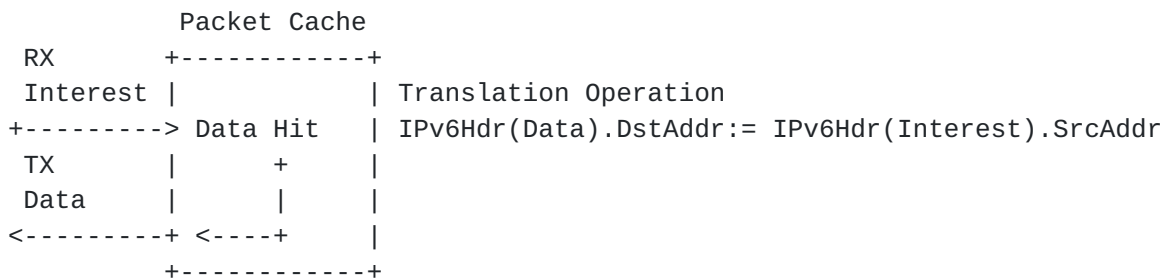 Packet Cache
RX +------------+
Interest | | Translation Operation
+---------> Data Hit | IPv6Hdr(Data).DstAddr:= IPv6Hdr(Interest).SrcAddr
TX | + |
Data | | |
<---------+ <----+ |
+------------+